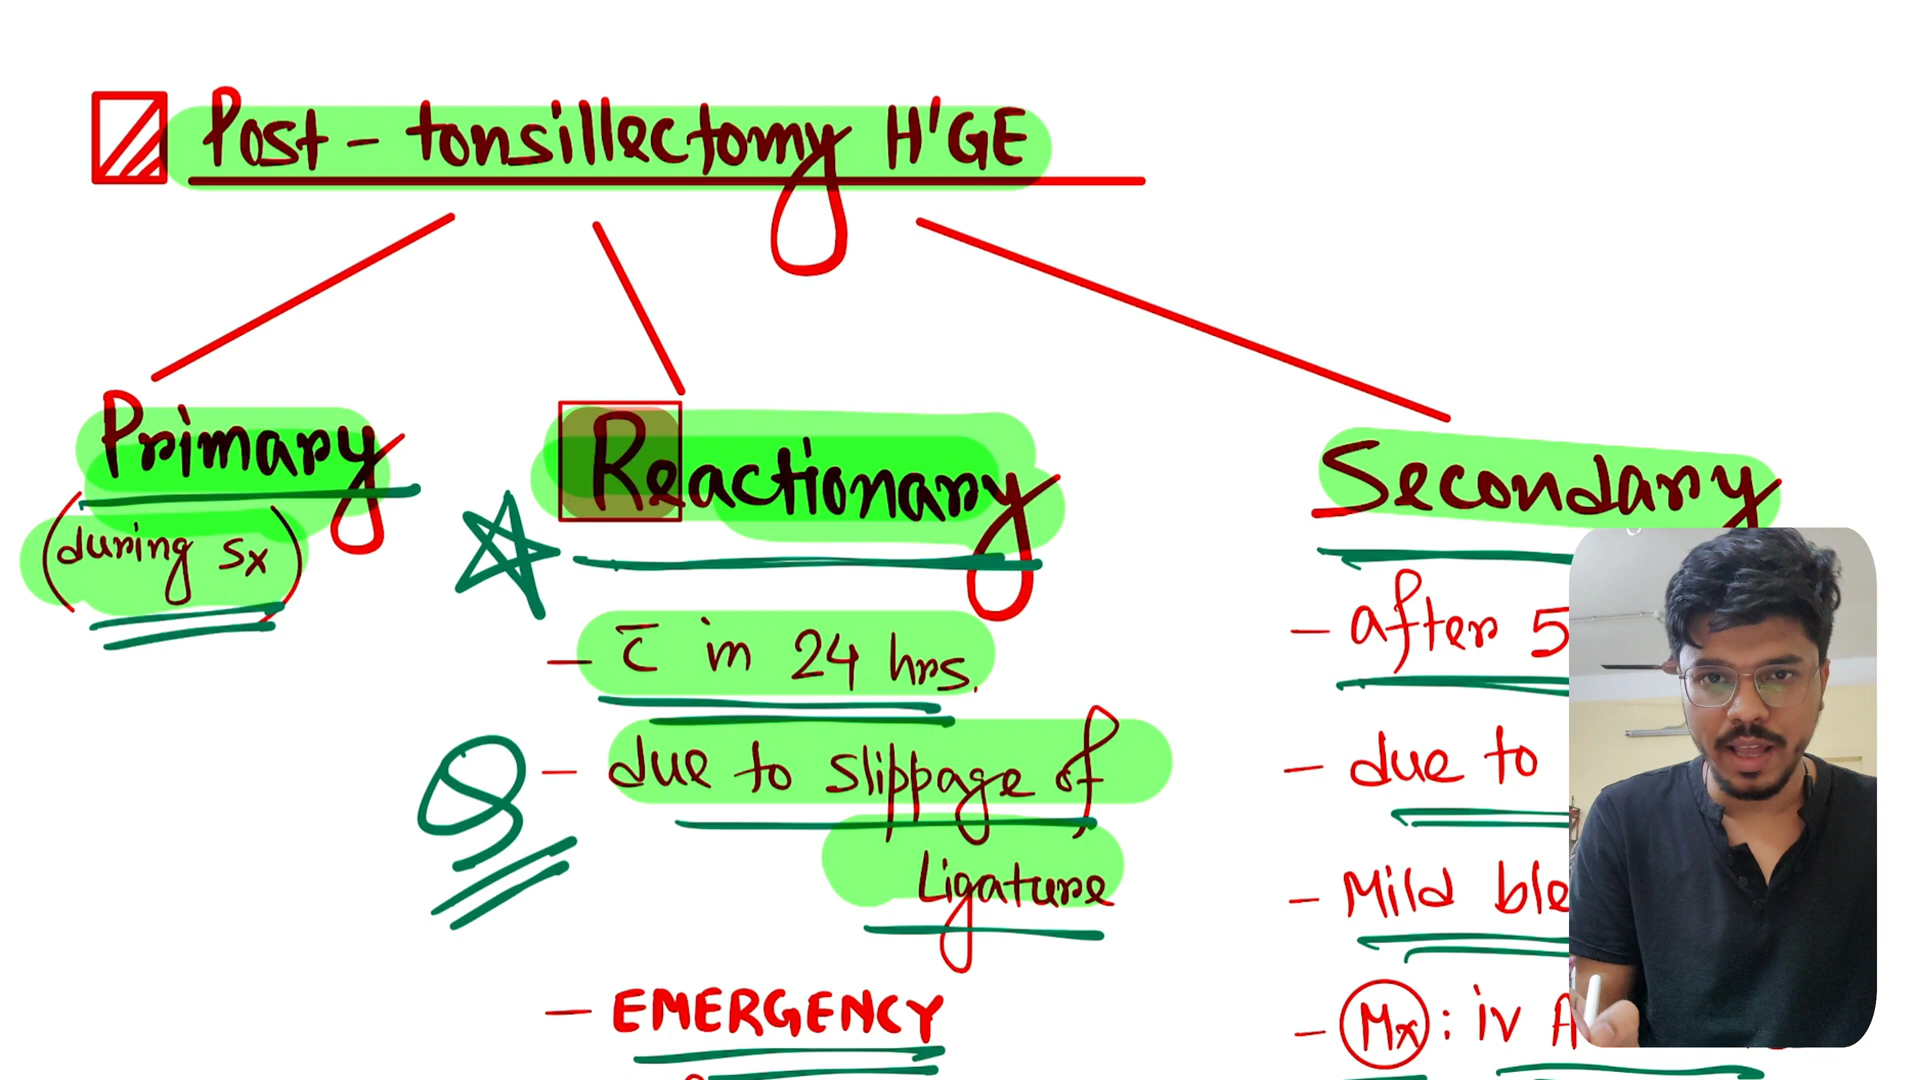 Post - tonsillectomy H'GE
Primary
(during Sx)
Reactionary
- c̅ in 24 hrs.
- due to slippage of
Ligature
- EMERGENCY
Secondary
- after 5
- due to
- Mild ble
- Mx : iv A